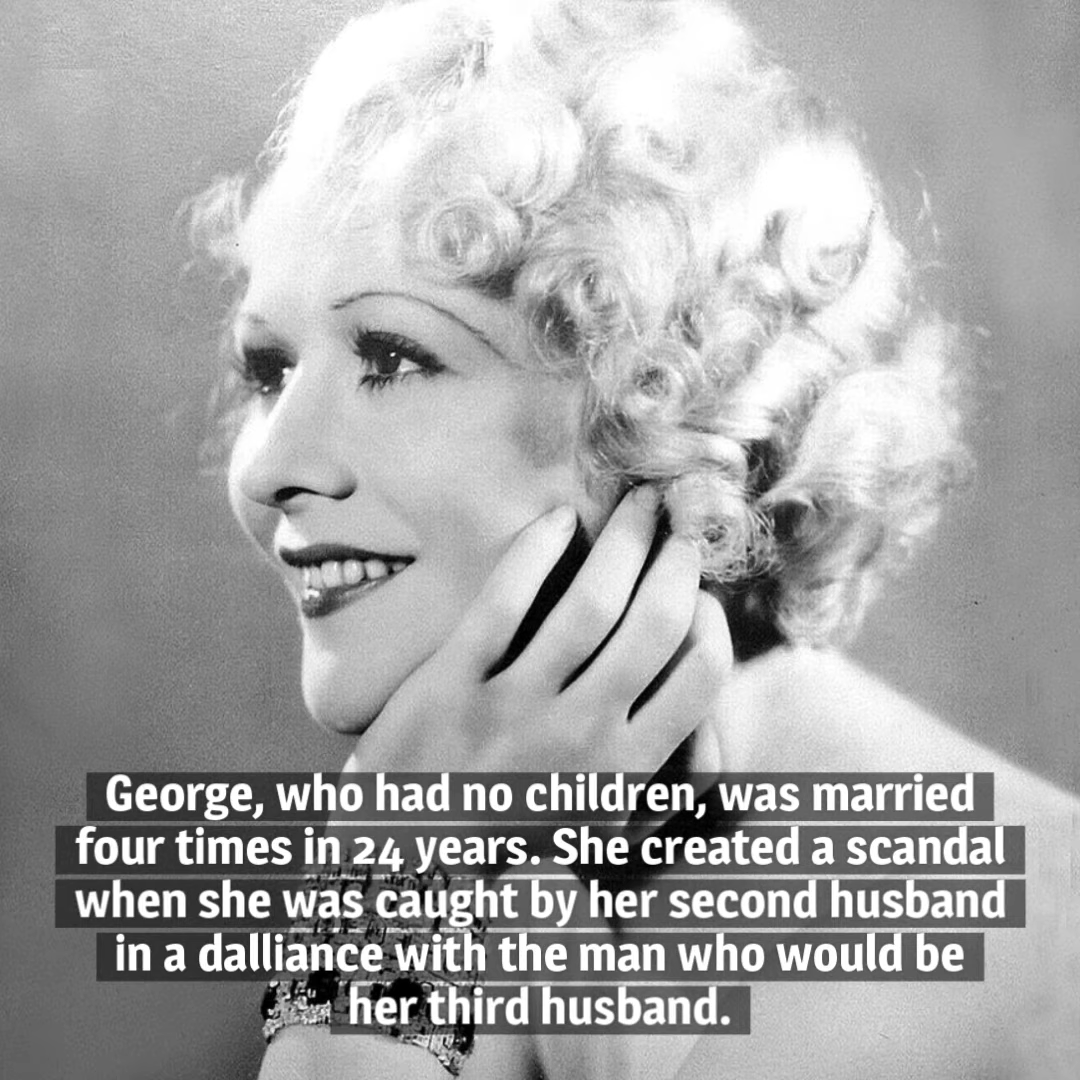 George, who had no children, was married
four times in 24 years. She created a scandal
when she was caught by her second husband
in a dalliance with the man who would be
her third husband.